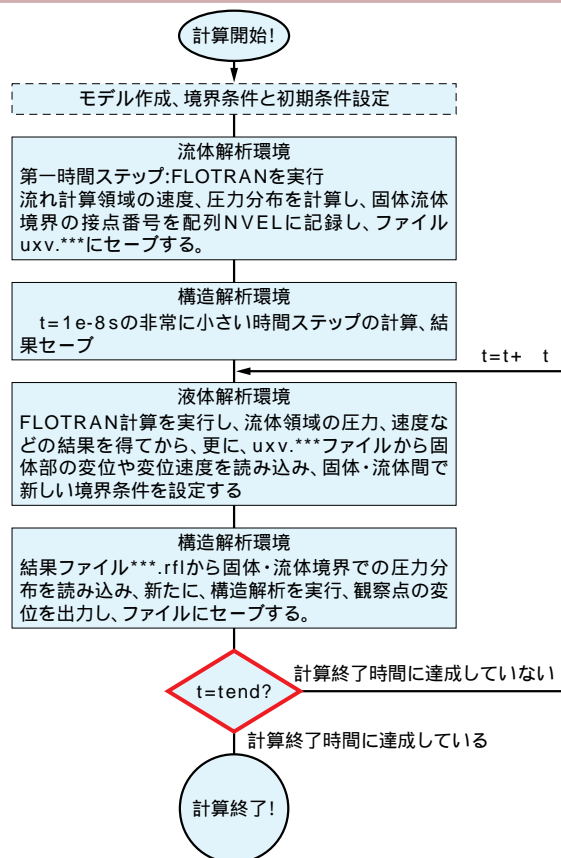 計算開始!
モデル作成、境界条件と初期条件設定
流体解析環境
第一時間ステップ:FLOTRANを実行
流れ計算領域の速度、圧力分布を計算し、固体流体
境界の接点番号を配列NVELに記録し、ファイル
uxv.***にセーブする。
構造解析環境
t=1e-8sの非常に小さい時間ステップの計算、結
果セーブ
t=t+ t
液体解析環境
FLOTRAN計算を実行し、流体領域の圧力、速度な
どの結果を得てから、更に、uxv.***ファイルから固
体部の変位や変位速度を読み込み、固体・流体間で
新しい境界条件を設定する
構造解析環境
結果ファイル***.rflから固体・流体境界での圧力分
布を読み込み、新たに、構造解析を実行、観察点の変
位を出力し、ファイルにセーブする。
計算終了時間に達成していない
t=tend?
計算終了時間に達成している
計算終了!